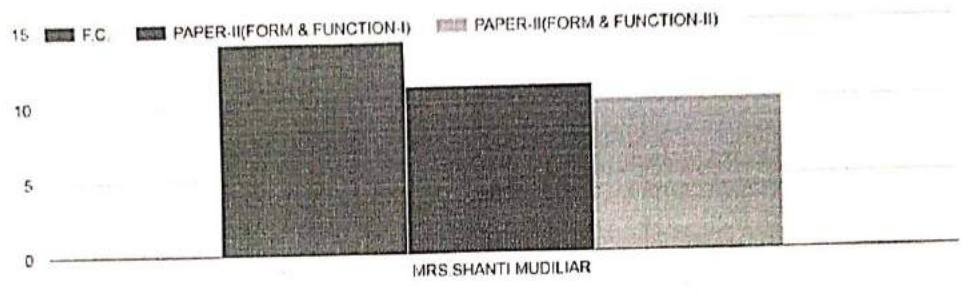 15 F.C. PAPER-II(FORM & FUNCTION-I) PAPER-II(FORM & FUNCTION-II)
10
5
0
MRS.SHANTI MUDILIAR